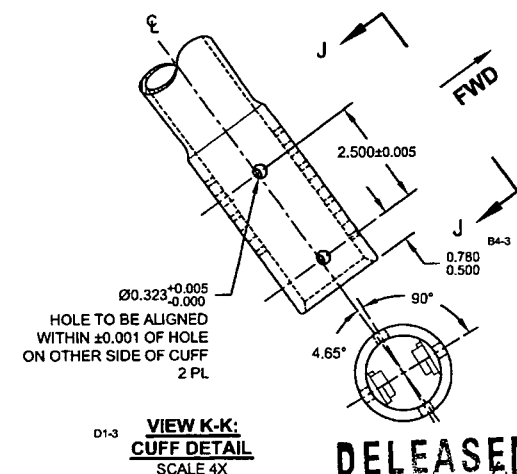 ℄
J
FWD
2.500±0.005
J
B4-3
0.780
0.500
Ø0.323+0.005
-0.000
HOLE TO BE ALIGNED
WITHIN ±0.001 OF HOLE
ON OTHER SIDE OF CUFF
2 PL
90°
4.65°
D1-3
VIEW K-K:
CUFF DETAIL
SCALE 4X